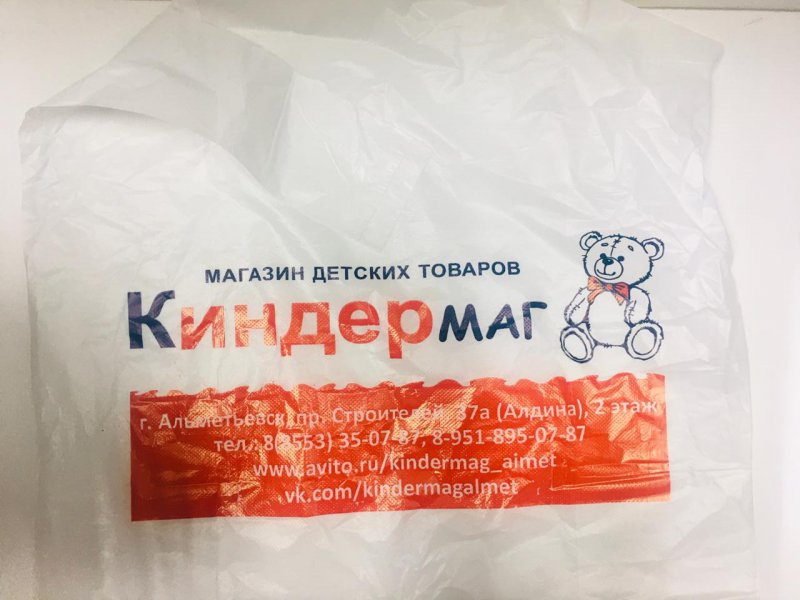 МАГАЗИН ДЕТСКИХ ТОВАРОВ
Киндермаг
г. Альметьевск, пр. Строителей, 37а (Алдина), 2 этаж
тел.: 8(8553) 35-07-87, 8-951-895-07-87
www.avito.ru/kindermag_almet
vk.com/kindermagalmet